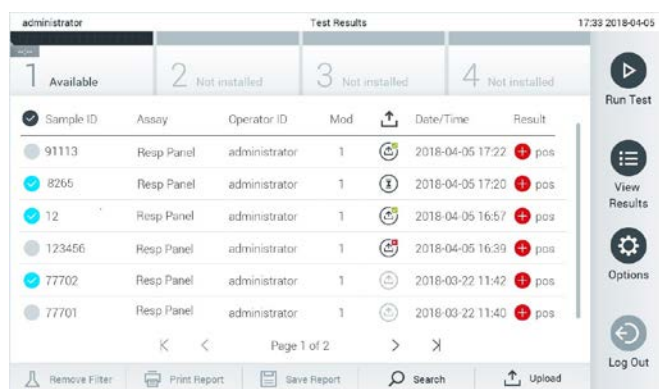 administrator Test Results 17:33 2018-04-05
1 Available 2 Not installed 3 Not installed 4 Not installed
Run Test
Sample ID Assay Operator ID Mod Date/Time Result
91113 Resp Panel administrator 1 2018-04-05 17:22 pos
8265 Resp Panel administrator 1 2018-04-05 17:20 pos
View Results
12 Resp Panel administrator 1 2018-04-05 16:57 pos
123456 Resp Panel administrator 1 2018-04-05 16:39 pos
77702 Resp Panel administrator 1 2018-03-22 11:42 pos
Options
77701 Resp Panel administrator 1 2018-03-22 11:40 pos
Page 1 of 2
Log Out
Remove Filter Print Report Save Report Search Upload